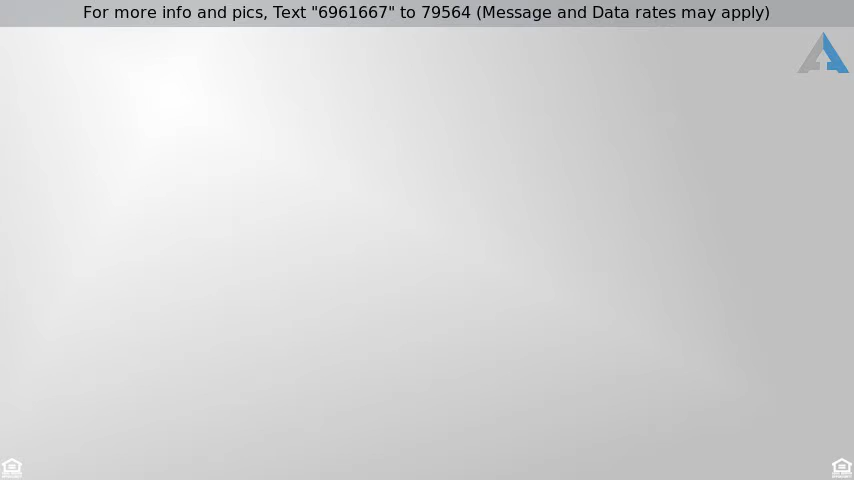 For more info and pics, Text "6961667" to 79564 (Message and Data rates may apply)